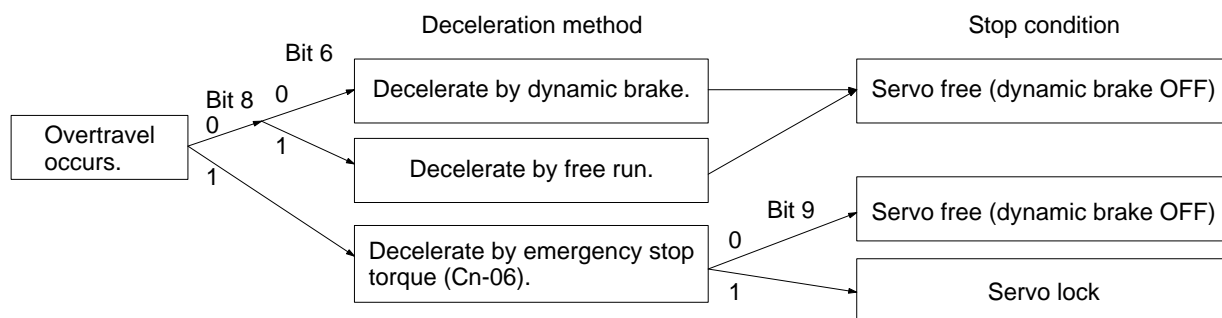 Deceleration method
Stop condition
Bit 6
Decelerate by dynamic brake.
Servo free (dynamic brake OFF)
Bit 8
0
0
Overtravel
occurs.
1
Decelerate by free run.
1
Bit 9
Servo free (dynamic brake OFF)
0
Decelerate by emergency stop
torque (Cn-06).
1
Servo lock